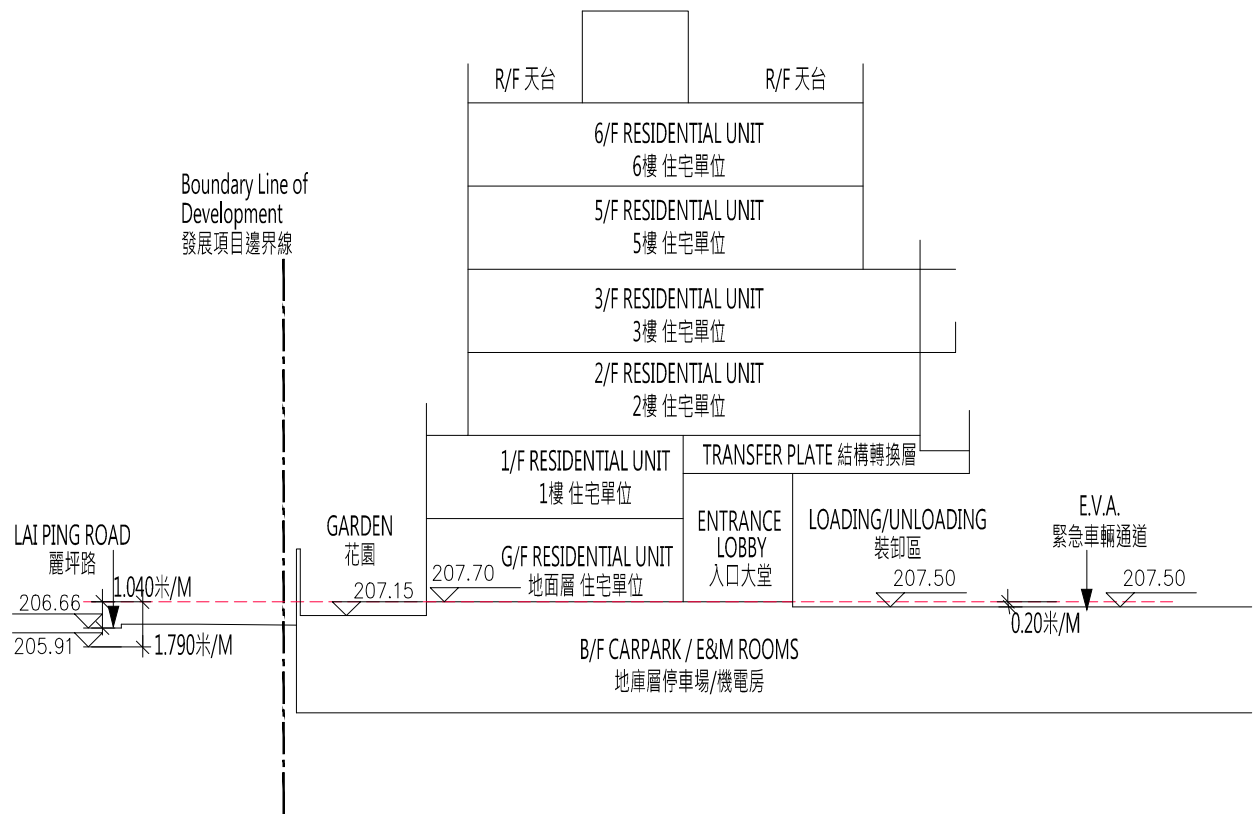 R/F 天台
R/F 天台
6/F RESIDENTIAL UNIT
6樓 住宅單位
Boundary Line of
Development
發展項目邊界線
5/F RESIDENTIAL UNIT
5樓 住宅單位
3/F RESIDENTIAL UNIT
3樓 住宅單位
2/F RESIDENTIAL UNIT
2樓 住宅單位
1/F RESIDENTIAL UNIT
1樓 住宅單位
TRANSFER PLATE 結構轉換層
LAI PING ROAD
麗坪路
GARDEN
花園
G/F RESIDENTIAL UNIT
地面層 住宅單位
ENTRANCE
LOBBY
入口大堂
LOADING/UNLOADING
裝卸區
E.V.A.
緊急車輛通道
1.040米/M
206.66
205.91
1.790米/M
207.15
207.70
207.50
207.50
0.20米/M
B/F CARPARK / E&M ROOMS
地庫層停車場/機電房